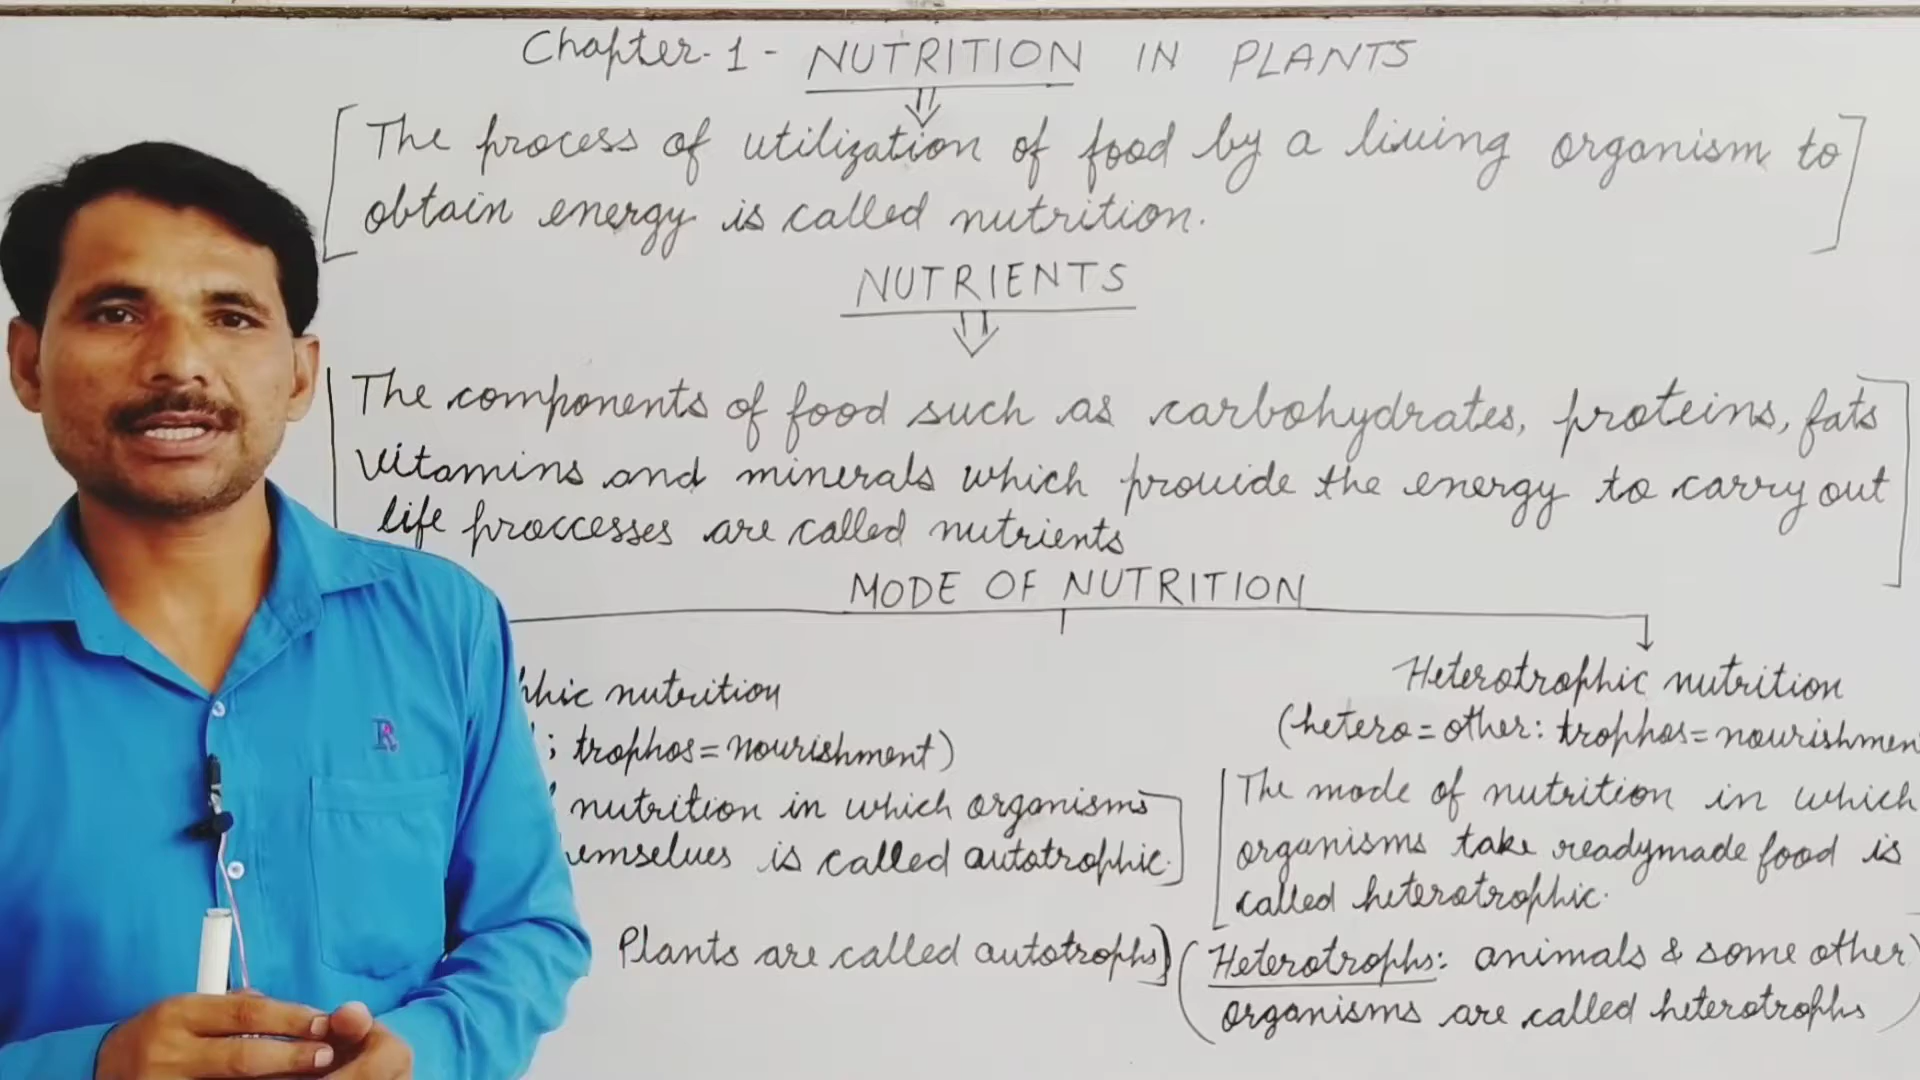 Chapter-1- NUTRITION IN PLANTS
The process of utilization of food by a living organism to
obtain energy is called nutrition.
NUTRIENTS
The components of food such as carbohydrates, proteins, fats
vitamins and minerals which provide the energy to carry out
life proccesses are called nutrients
MODE OF NUTRITION
nutrition
; trophos=nourishment)
nutrition in which organisms
is called autotrophic.
Plants are called autotrophs)
Heterotrophic nutrition
(hetero=other: trophos=nourishmen
The mode of nutrition in which
organisms take readymade food is
called heterotrophic.
(Heterotrophs: animals & some other
organisms are called heterotrophs)
R